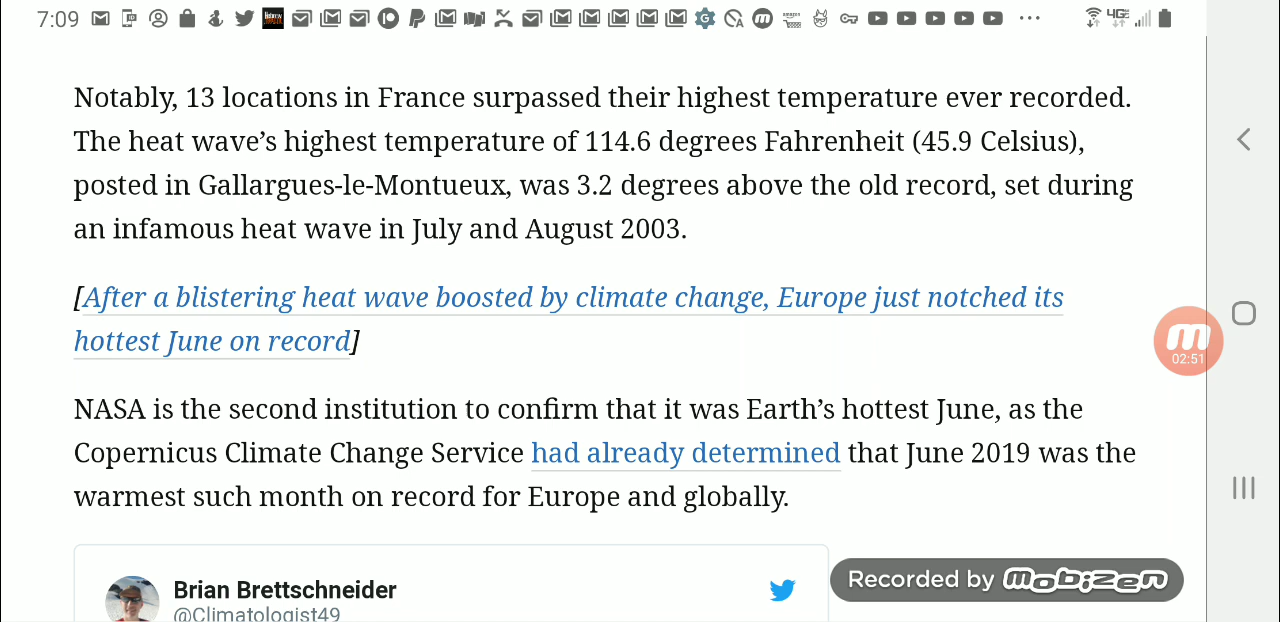 7:09
4G
Notably, 13 locations in France surpassed their highest temperature ever recorded.
The heat wave’s highest temperature of 114.6 degrees Fahrenheit (45.9 Celsius),
posted in Gallargues-le-Montueux, was 3.2 degrees above the old record, set during
an infamous heat wave in July and August 2003.
[After a blistering heat wave boosted by climate change, Europe just notched its
hottest June on record]
02:51
NASA is the second institution to confirm that it was Earth’s hottest June, as the
Copernicus Climate Change Service had already determined that June 2019 was the
warmest such month on record for Europe and globally.
Brian Brettschneider
@Climatologist49
Recorded by mobizen